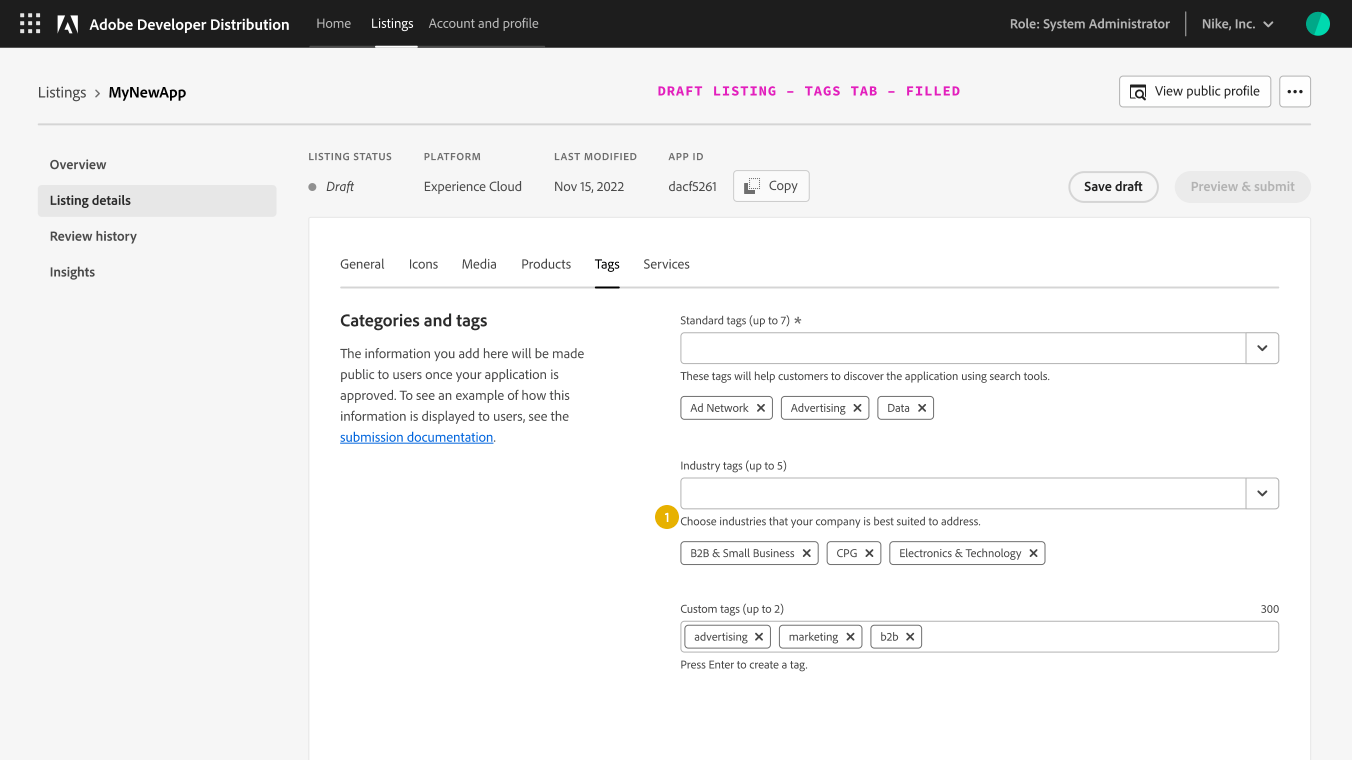 Adobe Developer Distribution Home Listings Account and profile Role: System Administrator Nike, Inc.
Listings > MyNewApp
DRAFT LISTING – TAGS TAB – FILLED
View public profile
Overview
Listing details
Review history
Insights
LISTING STATUS PLATFORM LAST MODIFIED APP ID
Draft Experience Cloud Nov 15, 2022 dacf5261 Copy
Save draft Preview & submit
General Icons Media Products Tags Services
Categories and tags
The information you add here will be made
public to users once your application is
approved. To see an example of how this
information is displayed to users, see the
submission documentation.
Standard tags (up to 7) *
These tags will help customers to discover the application using search tools.
Ad Network Advertising Data
Industry tags (up to 5)
1
Choose industries that your company is best suited to address.
B2B & Small Business CPG Electronics & Technology
Custom tags (up to 2) 300
advertising marketing b2b
Press Enter to create a tag.